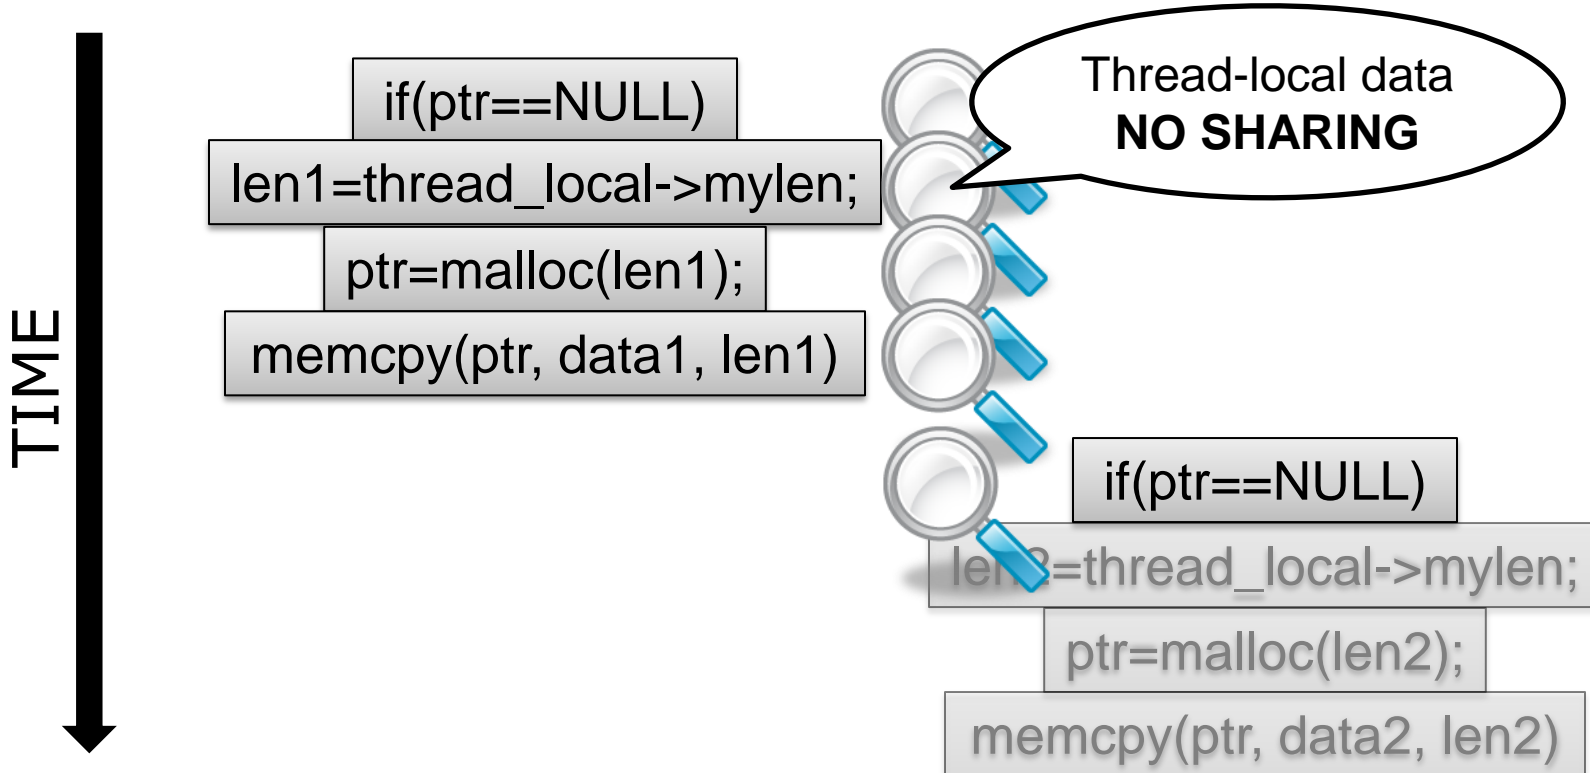 TIME
if(ptr==NULL)
len1=thread_local->mylen;
ptr=malloc(len1);
memcpy(ptr, data1, len1)
Thread-local data
NO SHARING
if(ptr==NULL)
len2=thread_local->mylen;
ptr=malloc(len2);
memcpy(ptr, data2, len2)